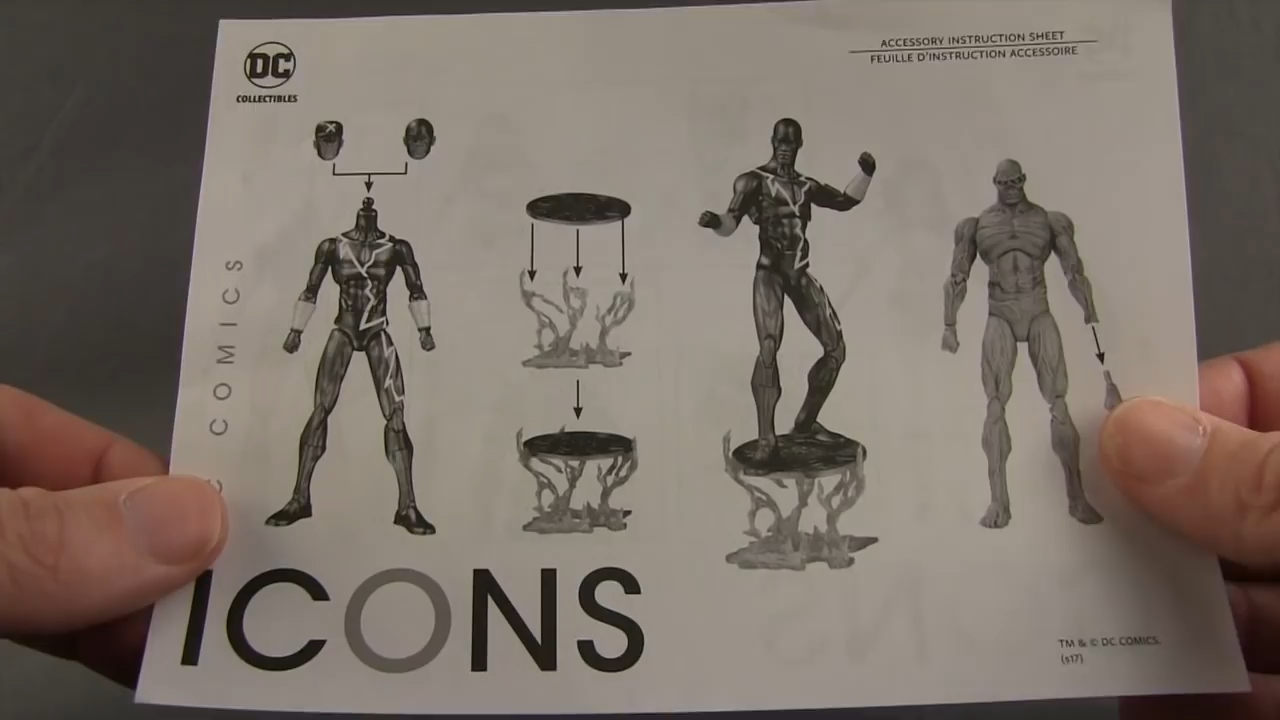 DC
COLLECTIBLES
ACCESSORY INSTRUCTION SHEET
FEUILLE D'INSTRUCTION ACCESSOIRE
COMICS
ICONS
TM & © DC COMICS.
(s17)